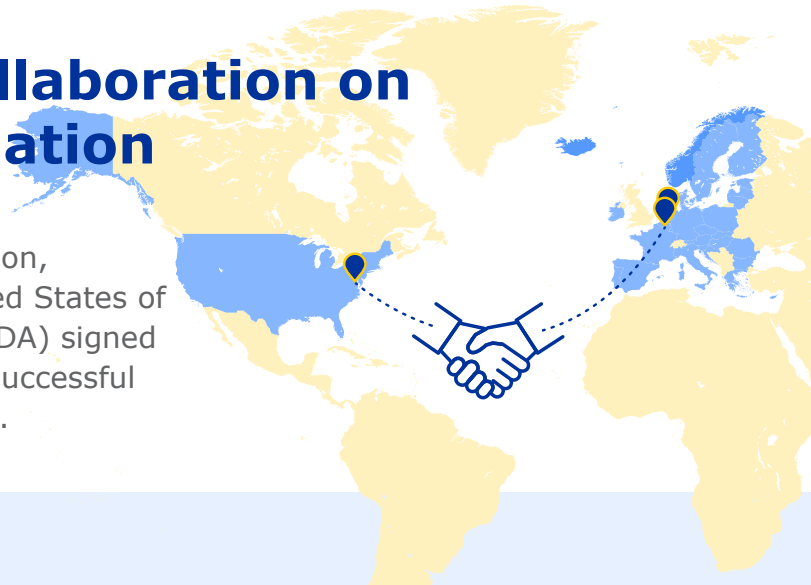 llaboration on
ation
on,
ed States of
DA) signed
uccessful
.